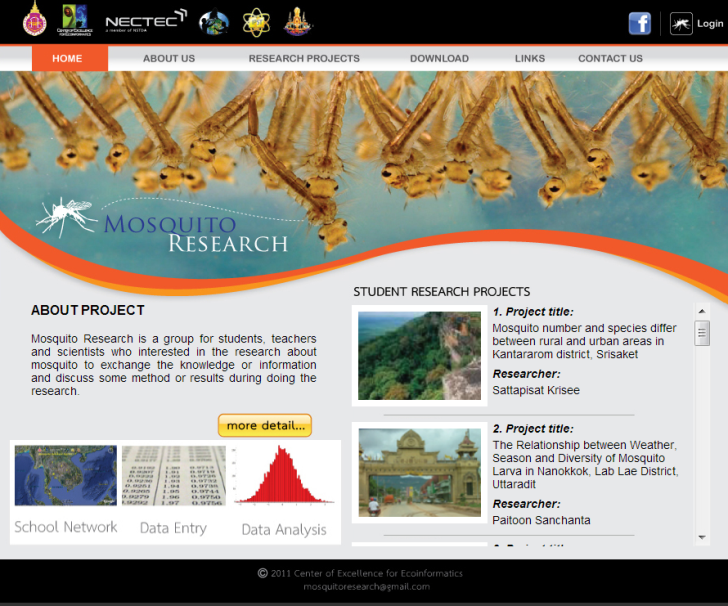 NECTEC
a member of NSTDA
Login
HOME
ABOUT US
RESEARCH PROJECTS
DOWNLOAD
LINKS
CONTACT US
MOSQUITO
RESEARCH
ABOUT PROJECT
Mosquito Research is a group for students, teachers
and scientists who interested in the research about
mosquito to exchange the knowledge or information
and discuss some method or results during doing the
research.
more detail...
School Network
Data Entry
Data Analysis
STUDENT RESEARCH PROJECTS
1. Project title:
Mosquito number and species differ
between rural and urban areas in
Kantararom district, Srisaket
Researcher:
Sattapisat Krisee
2. Project title:
The Relationship between Weather,
Season and Diversity of Mosquito
Larva in Nanokkok, Lab Lae District,
Uttaradit
Researcher:
Paitoon Sanchanta
© 2011 Center of Excellence for Ecoinformatics
mosquitoresearch@gmail.com